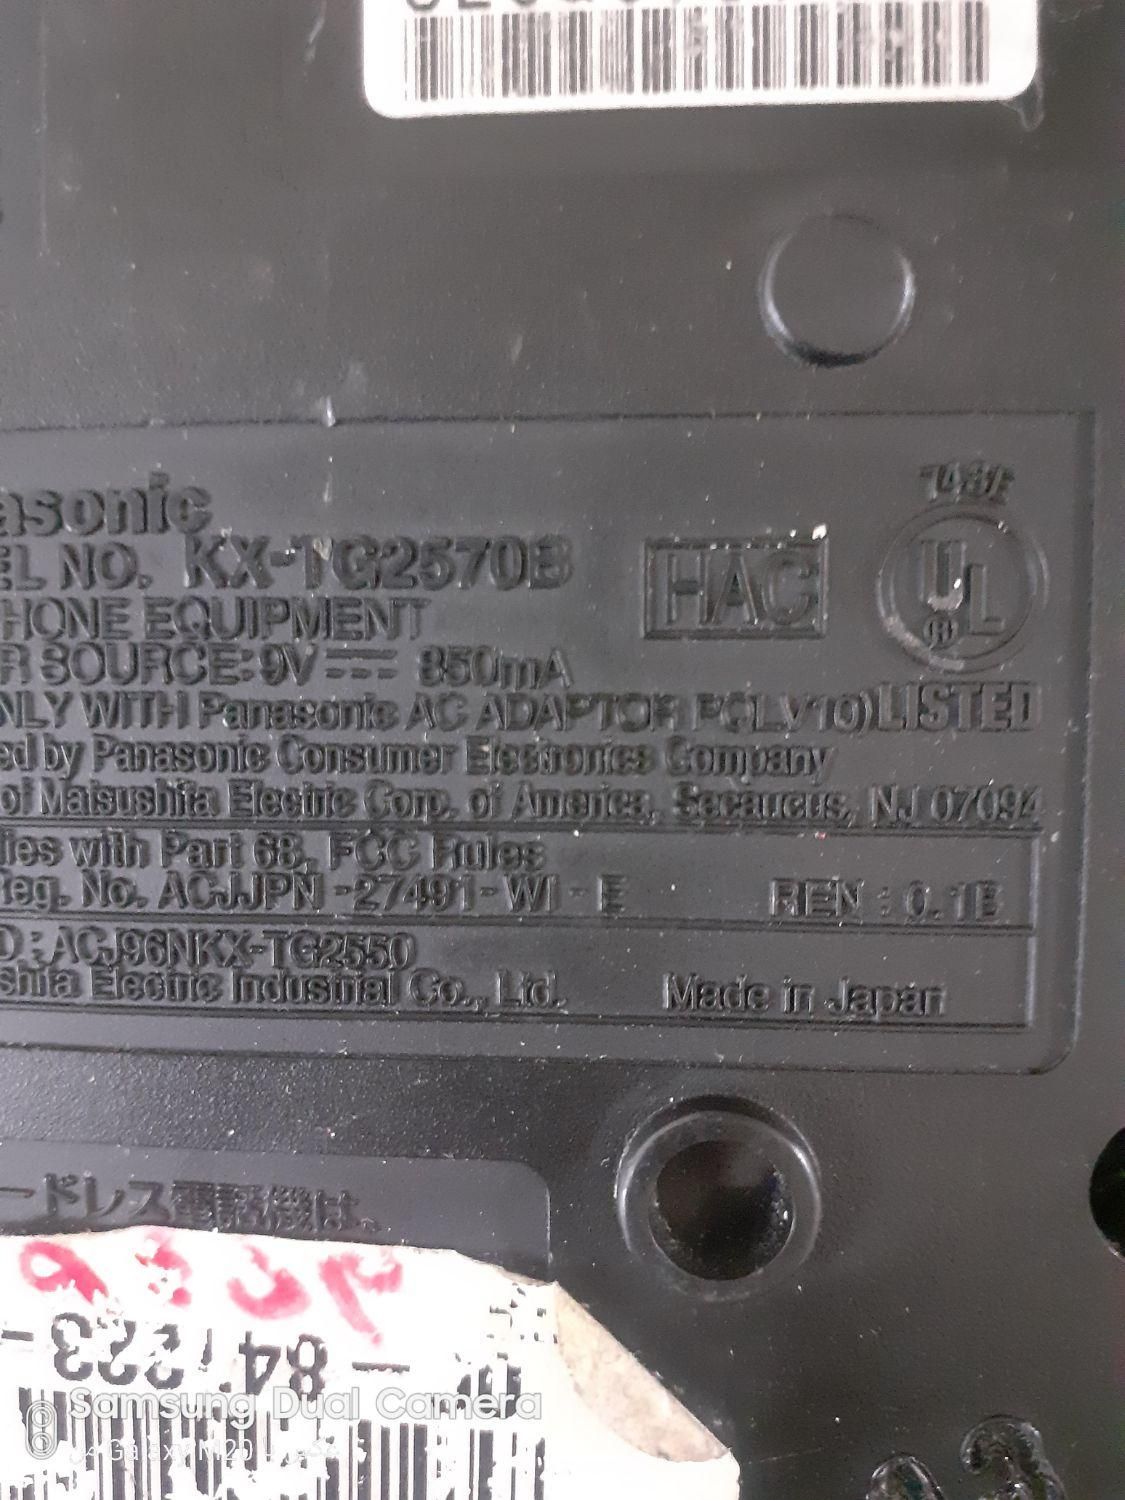 asonic
EL NO. KX-TG2570B
HONE EQUIPMENT
R SOURCE: 9V ⎓ 850mA
NLY WITH Panasonic AC ADAPTOR PQLV10)
ed by Panasonic Consumer Electronics Company
of Matsushita Electric Corp. of America, Secaucus, NJ 07094
HAC
UL
®
LISTED
lies with Part 68, FCC Rules
eg. No. ACJJPN -27491-WI-E REN : 0.1B
D : ACJ96NKX-TG2550
shita Electric Industrial Co., Ltd. Made in Japan
ードレス電話機は、
Samsung Dual Camera